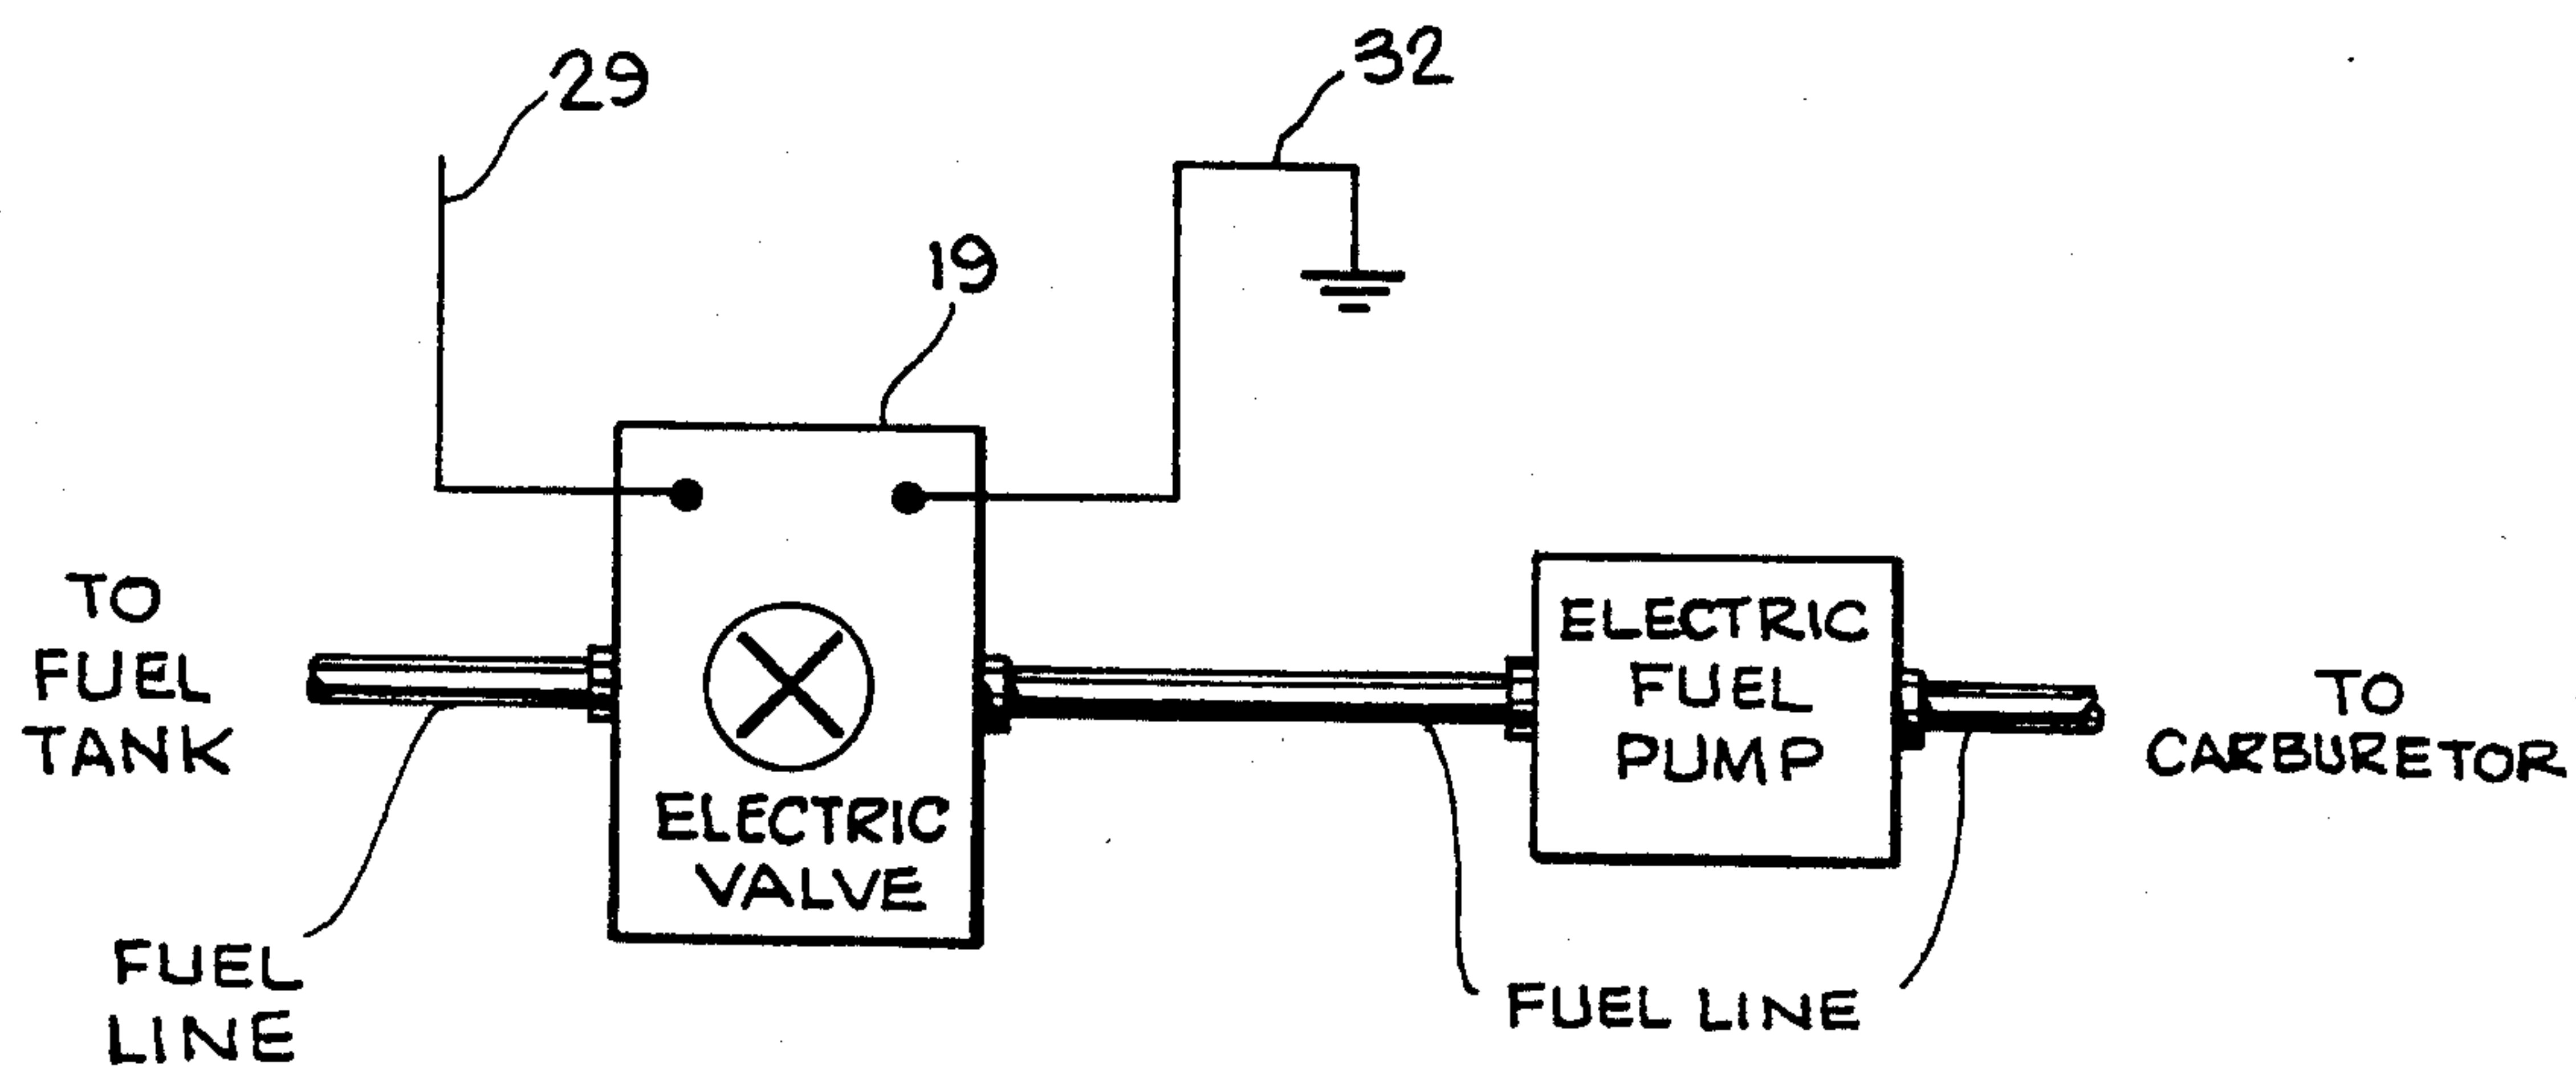 29
32
19
TO
FUEL
TANK
ELECTRIC
VALVE
FUEL
LINE
ELECTRIC
FUEL
PUMP
TO
CARBURETOR
FUEL LINE